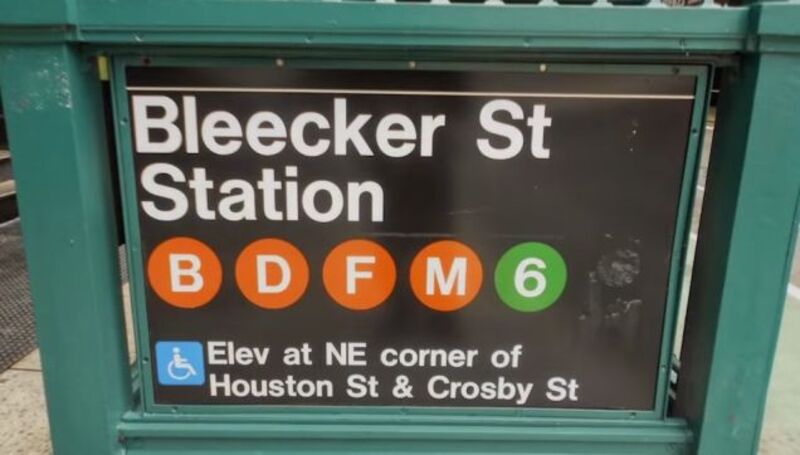 Bleecker St
Station
B D F M 6
Elev at NE corner of
Houston St & Crosby St